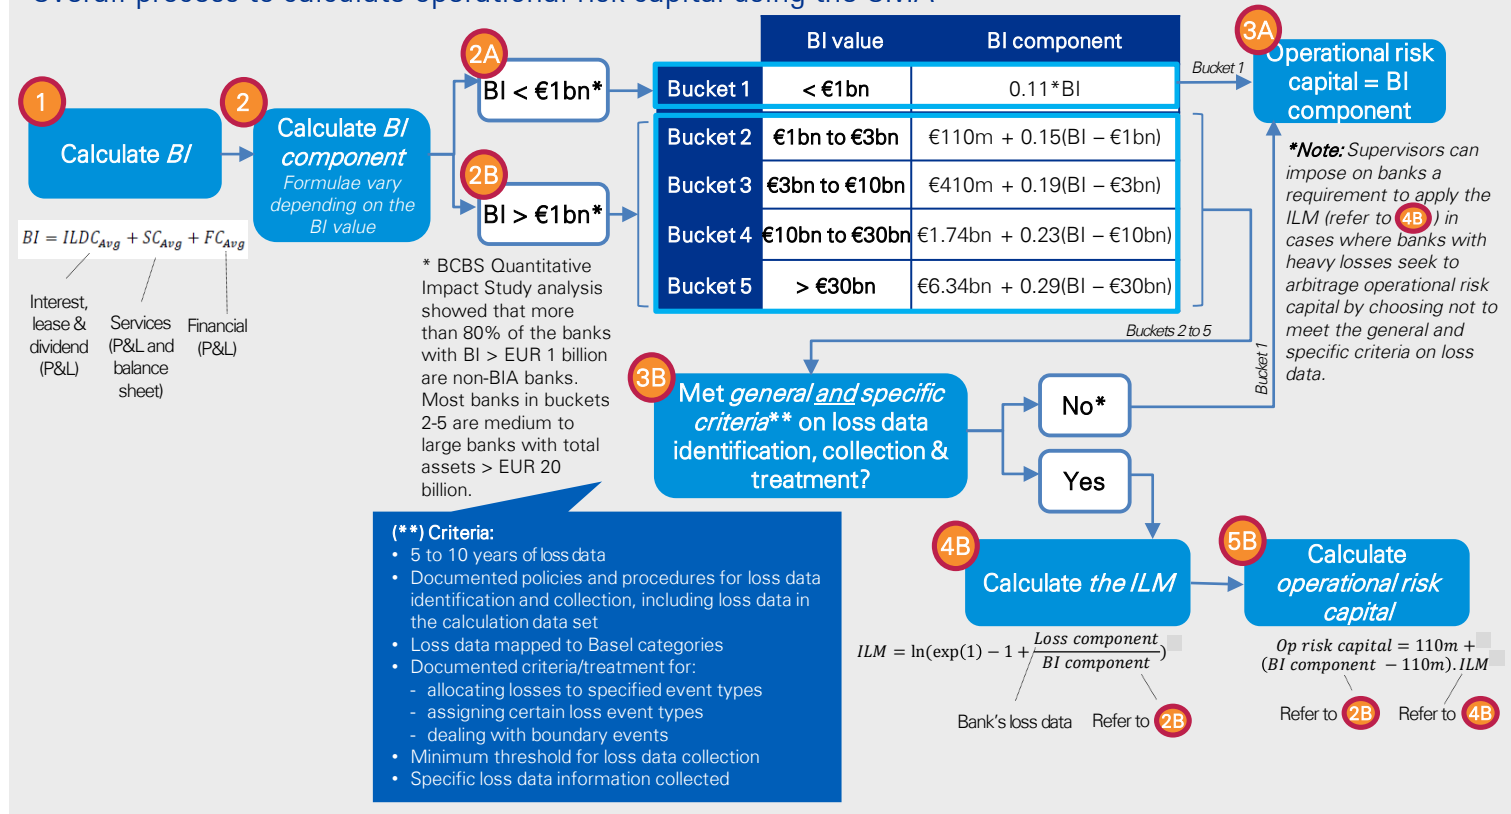 Overall process to calculate operational risk capital using the SMA
1
Calculate BI
BI = ILDC_Avg + SC_Avg + FC_Avg
Interest,
lease &
dividend
(P&L)
Services
(P&L and
balance
sheet)
Financial
(P&L)
2
Calculate BI
component
Formulae vary
depending on the
BI value
2A
BI < €1bn*
2B
BI > €1bn*
* BCBS Quantitative
Impact Study analysis
showed that more
than 80% of the banks
with BI > EUR 1 billion
are non-BIA banks.
Most banks in buckets
2-5 are medium to
large banks with total
assets > EUR 20
billion.
BI value BI component
Bucket 1 < €1bn 0.11*BI
Bucket 2 €1bn to €3bn €110m + 0.15(BI – €1bn)
Bucket 3 €3bn to €10bn €410m + 0.19(BI – €3bn)
Bucket 4 €10bn to €30bn €1.74bn + 0.23(BI – €10bn)
Bucket 5 > €30bn €6.34bn + 0.29(BI – €30bn)
Bucket 1
3A
Operational risk
capital = BI
component
*Note: Supervisors can
impose on banks a
requirement to apply the
ILM (refer to 4B ) in
cases where banks with
heavy losses seek to
arbitrage operational risk
capital by choosing not to
meet the general and
specific criteria on loss
data.
Buckets 2 to 5
Bucket 1
3B
Met general and specific
criteria** on loss data
identification, collection &
treatment?
No*
Yes
(**) Criteria:
• 5 to 10 years of loss data
• Documented policies and procedures for loss data
identification and collection, including loss data in
the calculation data set
• Loss data mapped to Basel categories
• Documented criteria/treatment for:
- allocating losses to specified event types
- assigning certain loss event types
- dealing with boundary events
• Minimum threshold for loss data collection
• Specific loss data information collected
4B
Calculate the ILM
ILM = ln(exp(1) − 1 + Loss component / BI component)
Bank's loss data
Refer to 2B
5B
Calculate
operational risk
capital
Op risk capital = 110m +
(BI component − 110m). ILM
Refer to 2B
Refer to 4B